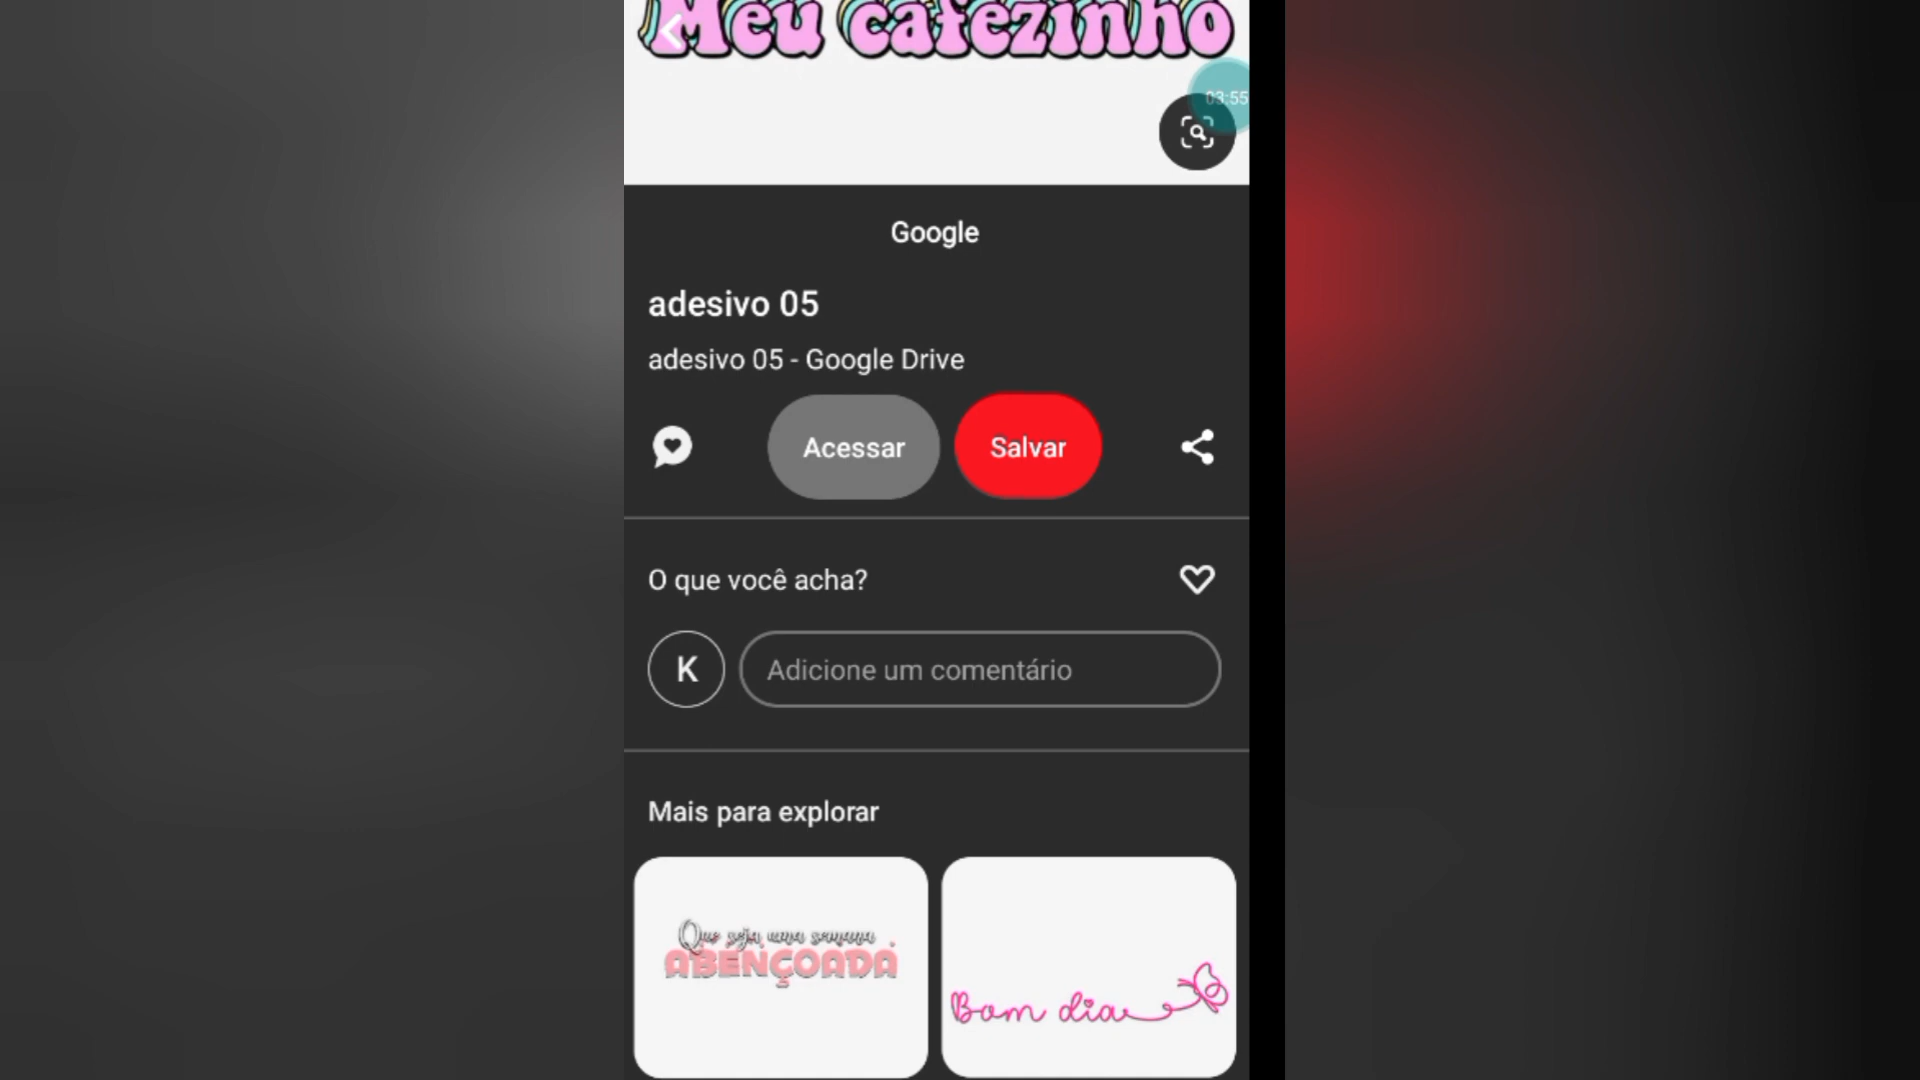 Meu cafezinho
03:55
Google
adesivo 05
adesivo 05 - Google Drive
Acessar
Salvar
O que você acha?
K
Adicione um comentário
Mais para explorar
Que seja uma semana
ABENÇOADA
Bom dia